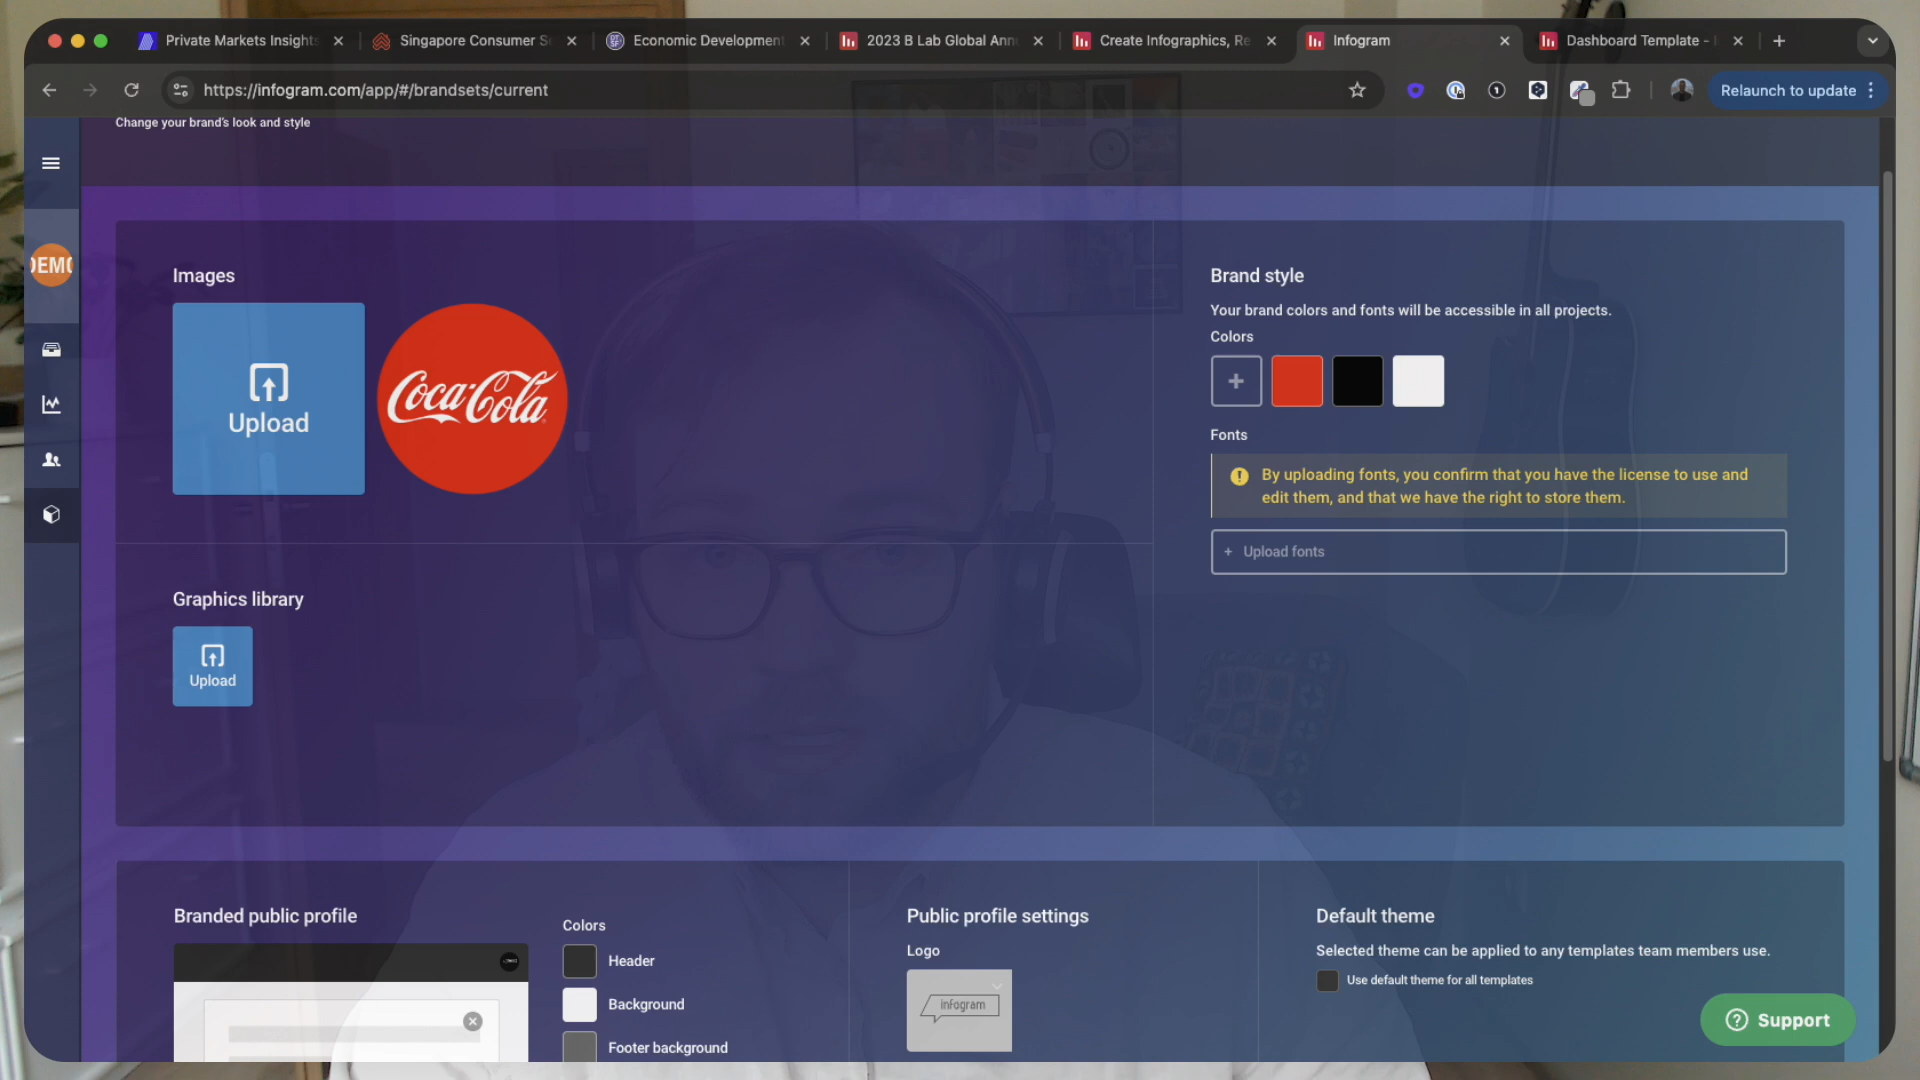 Private Markets Insight
Singapore Consumer S
Economic Development
2023 B Lab Global Ann
Create Infographics, Re
Infogram
Dashboard Template -
https://infogram.com/app/#/brandsets/current
Relaunch to update
Change your brand's look and style
DEMO
Images
Upload
Coca-Cola
Brand style
Your brand colors and fonts will be accessible in all projects.
Colors
Fonts
By uploading fonts, you confirm that you have the license to use and
edit them, and that we have the right to store them.
+ Upload fonts
Graphics library
Upload
Branded public profile
Colors
Header
Background
Footer background
Public profile settings
Logo
infogram
Default theme
Selected theme can be applied to any templates team members use.
Use default theme for all templates
Support